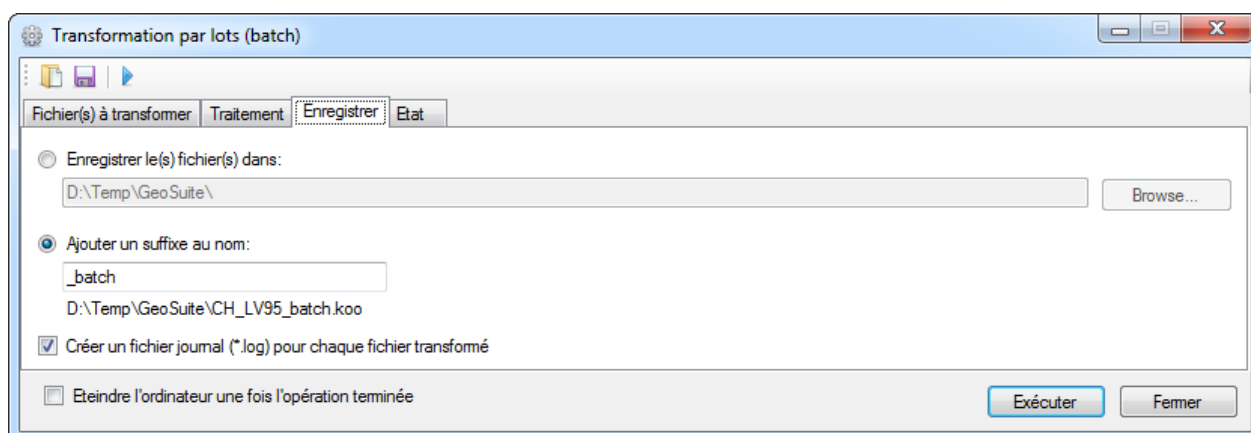 Transformation par lots (batch)
Fichier(s) à transformer Traitement Enregistrer Etat
Enregistrer le(s) fichier(s) dans:
D:\Temp\GeoSuite\ Browse...
Ajouter un suffixe au nom:
_batch
D:\Temp\GeoSuite\CH_LV95_batch.koo
Créer un fichier journal (*.log) pour chaque fichier transformé
Eteindre l'ordinateur une fois l'opération terminée Exécuter Fermer